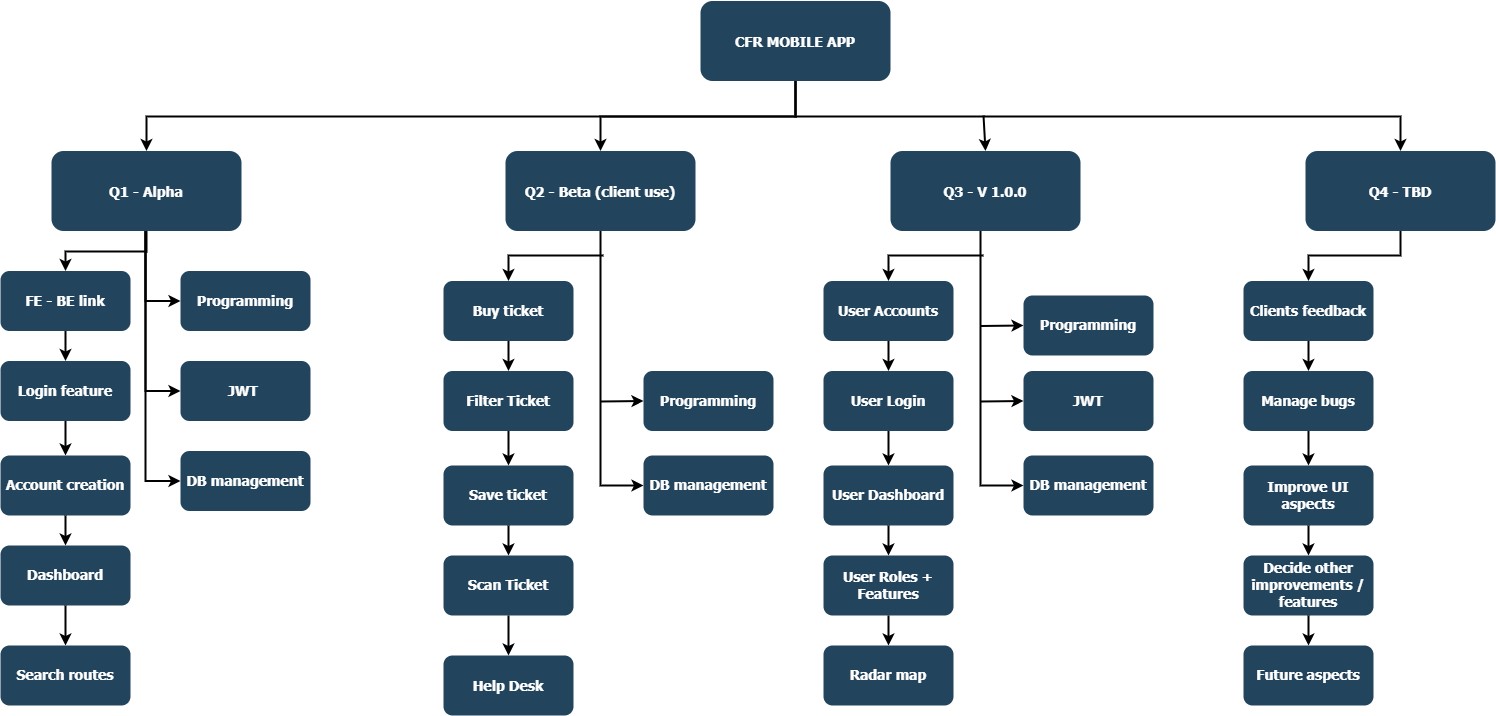 CFR MOBILE APP
Q1 - Alpha
Q2 - Beta (client use)
Q3 - V 1.0.0
Q4 - TBD
FE - BE link
Programming
Login feature
JWT
Account creation
DB management
Dashboard
Search routes
Buy ticket
Filter Ticket
Programming
Save ticket
DB management
Scan Ticket
Help Desk
User Accounts
Programming
User Login
JWT
User Dashboard
DB management
User Roles +
Features
Radar map
Clients feedback
Manage bugs
Improve UI
aspects
Decide other
improvements /
features
Future aspects